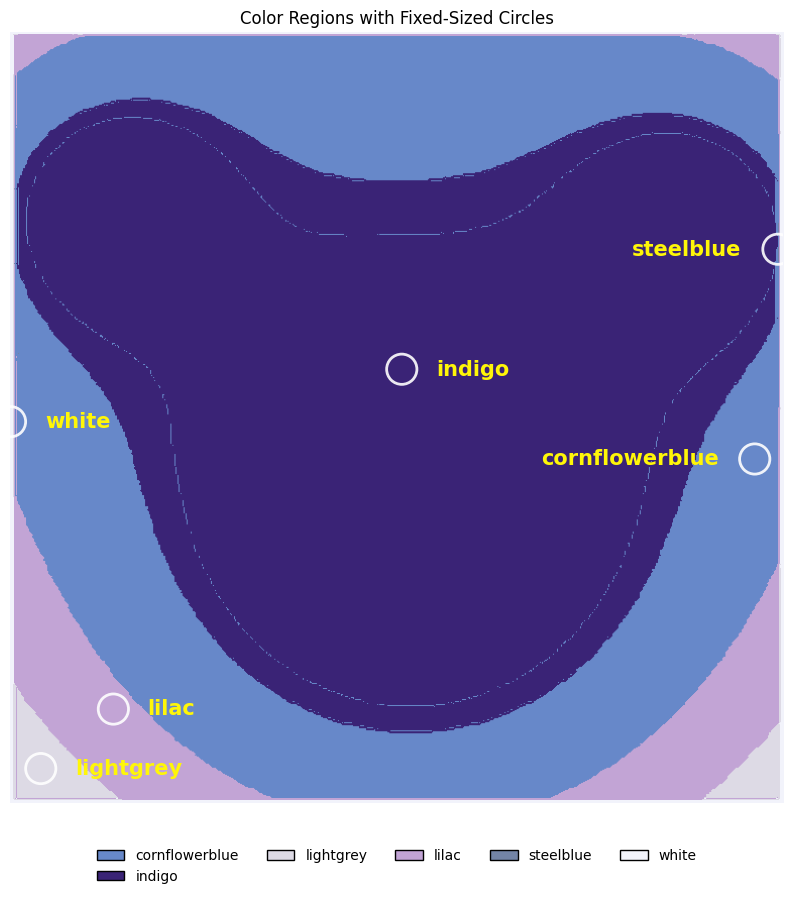 Color Regions with Fixed-Sized Circles
steelblue
indigo
white
cornflowerblue
lilac
lightgrey
cornflowerblue lightgrey lilac steelblue white
indigo